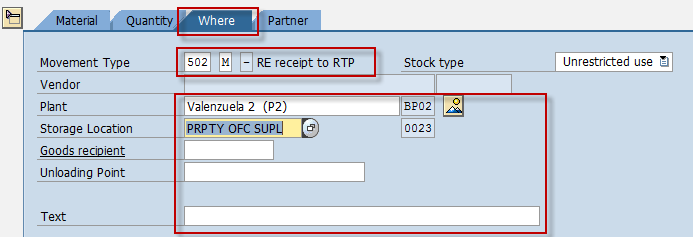 Material Quantity Where Partner
Movement Type 502 M - RE receipt to RTP Stock type Unrestricted use
Vendor
Plant Valenzuela 2 (P2) BP02
Storage Location PRPTY OFC SUPL 0023
Goods recipient
Unloading Point
Text